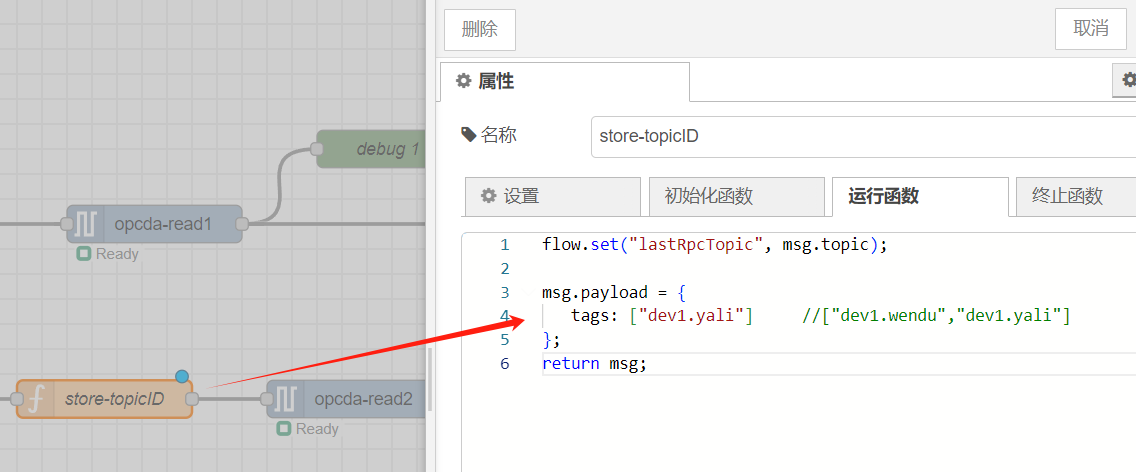 删除
取消
属性
名称
store-topicID
设置
初始化函数
运行函数
终止函数
1 flow.set("lastRpcTopic", msg.topic);
2
3 msg.payload = {
4 tags: ["dev1.yali"] //["dev1.wendu","dev1.yali"]
5 };
6 return msg;
debug 1
opcda-read1
Ready
store-topicID
opcda-read2
Ready